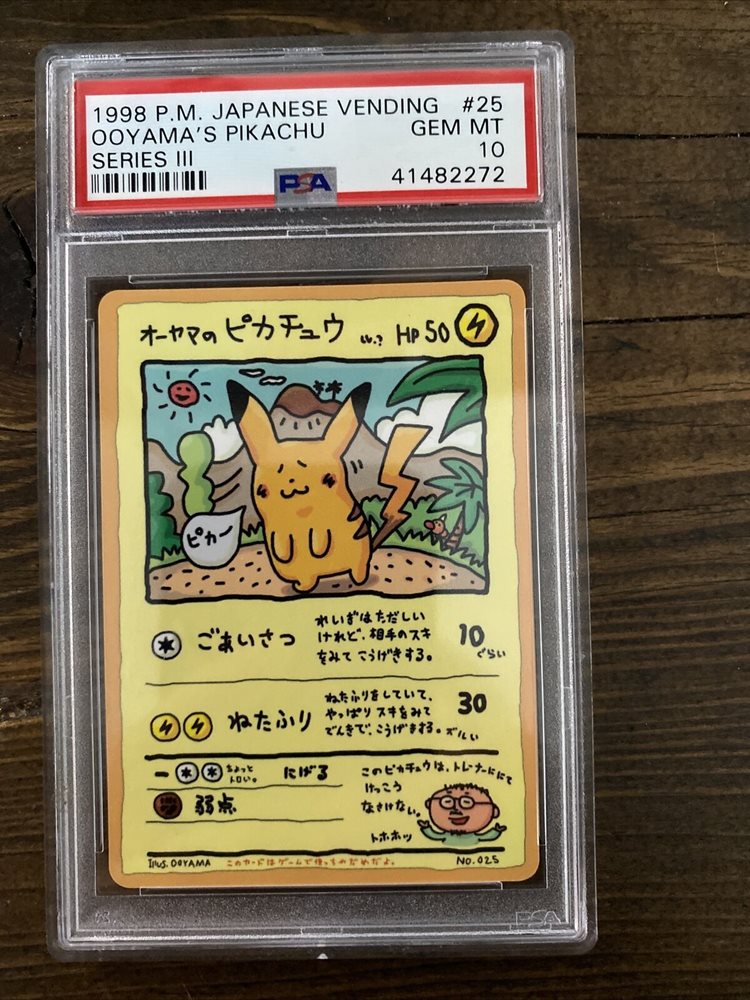 1998 P.M. JAPANESE VENDING #25
OOYAMA'S PIKACHU GEM MT
SERIES III 10
PSA 41482272
オーヤマの ピカチュウ LV.? HP 50
ピカー
ごあいさつ
れいぎはただしい
けれど、相手のスキ
をみて こうげきする。
10
ぐらい
ねたふり
ねたふりをしていて、
やっぱり スキをみて
でんきで、こうげきする。ズルい
30
ー ちょっと
トロい。
にげる
弱点
このピカチュウは、トレーナーににて
けっこう
なさけない。
トホホッ
Illus. OOYAMA このカードはゲームで使っちゃだめだよ。 NO. 025
PSA